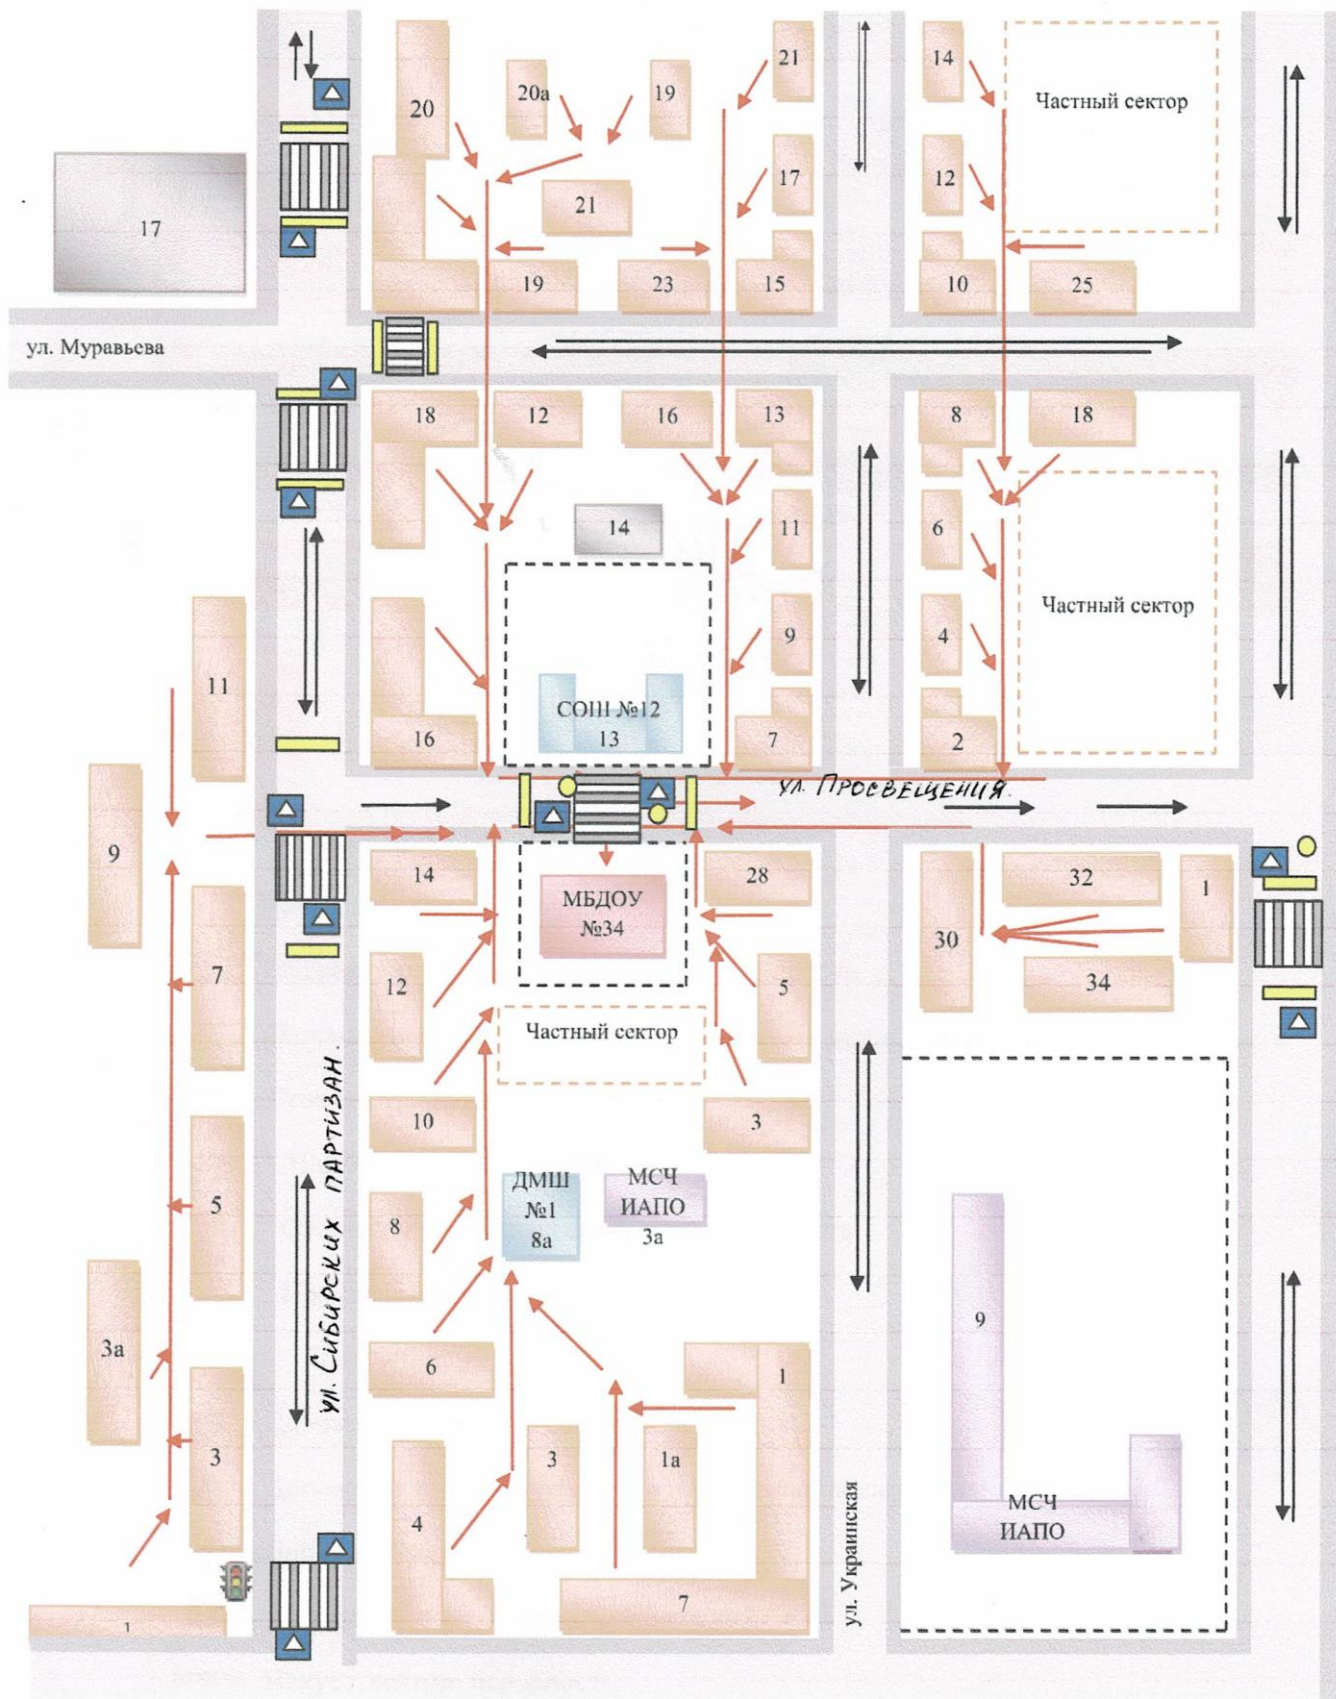 20
20а
19
21
14
Частный сектор
17
12
17
21
19
23
15
10
25
ул. Муравьева
18
12
16
13
8
18
14
11
6
Частный сектор
9
4
11
СОШ №12
13
16
7
2
ул. ПРОСВЕЩЕНИЯ.
9
14
28
32
1
МБДОУ
№34
30
7
12
5
34
Частный сектор
ул. Сибирских ПАРТИЗАН.
10
3
5
8
ДМШ
№1
8а
МСЧ
ИАПО
3а
3а
6
1
9
3
3
1а
4
МСЧ
ИАПО
ул. Украинская
7
1